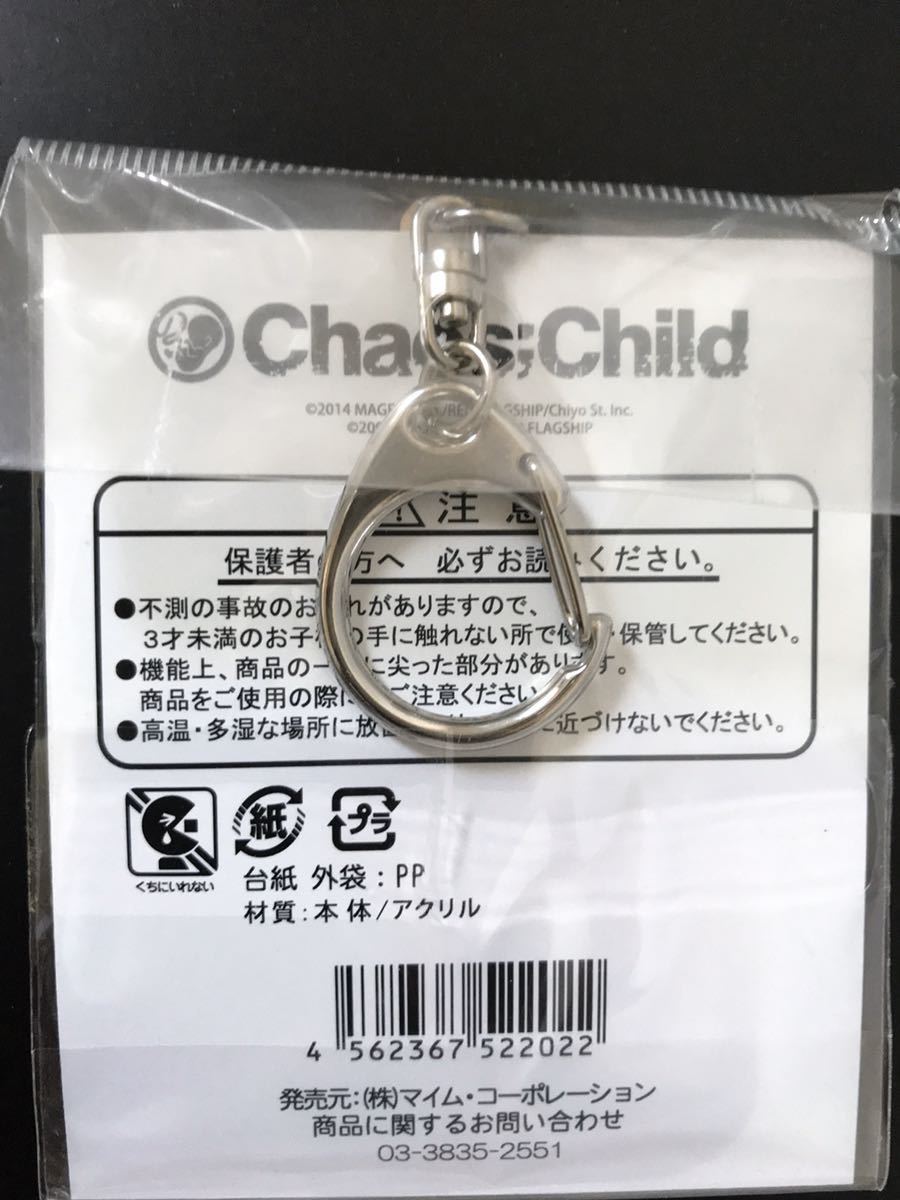 Chaos;Child
©2014 MAGE /RED FLAGSHIP/Chiyo St. Inc.
©20 FLAGSHIP
注意
保護者 方へ 必ずお読みください。
●不測の事故のお れがありますので、
3才未満のお子様の手に触れない所で使 ・保管してください。
●機能上、商品の一 に尖った部分があります。
商品をご使用の際に ご注意ください
●高温・多湿な場所に放置 に近づけないでください。
くちにいれない
紙
プラ
台紙 外袋:PP
材質:本体/アクリル
4 562367 522022
発売元:(株)マイム・コーポレーション
商品に関するお問い合わせ
03-3835-2551